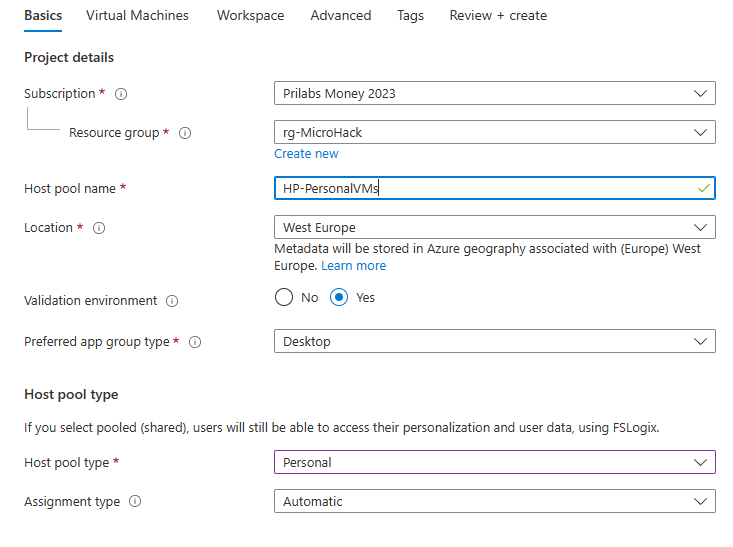 Basics Virtual Machines Workspace Advanced Tags Review + create
Project details
Subscription * Prilabs Money 2023
Resource group * rg-MicroHack
Create new
Host pool name * HP-PersonalVMs
Location * West Europe
Metadata will be stored in Azure geography associated with (Europe) West
Europe. Learn more
Validation environment No Yes
Preferred app group type * Desktop
Host pool type
If you select pooled (shared), users will still be able to access their personalization and user data, using FSLogix.
Host pool type * Personal
Assignment type Automatic